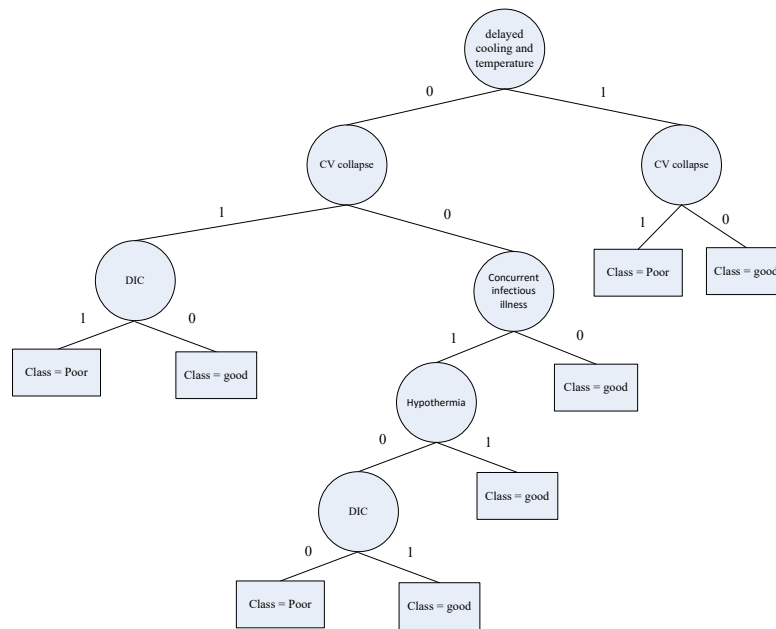 delayed
cooling and
temperature
0
1
CV collapse
CV collapse
1
0
1
0
DIC
Concurrent
infectious
illness
Class = Poor
Class = good
1
0
1
0
Class = Poor
Class = good
Class = good
Hypothermia
0
1
Class = good
DIC
0
1
Class = Poor
Class = good